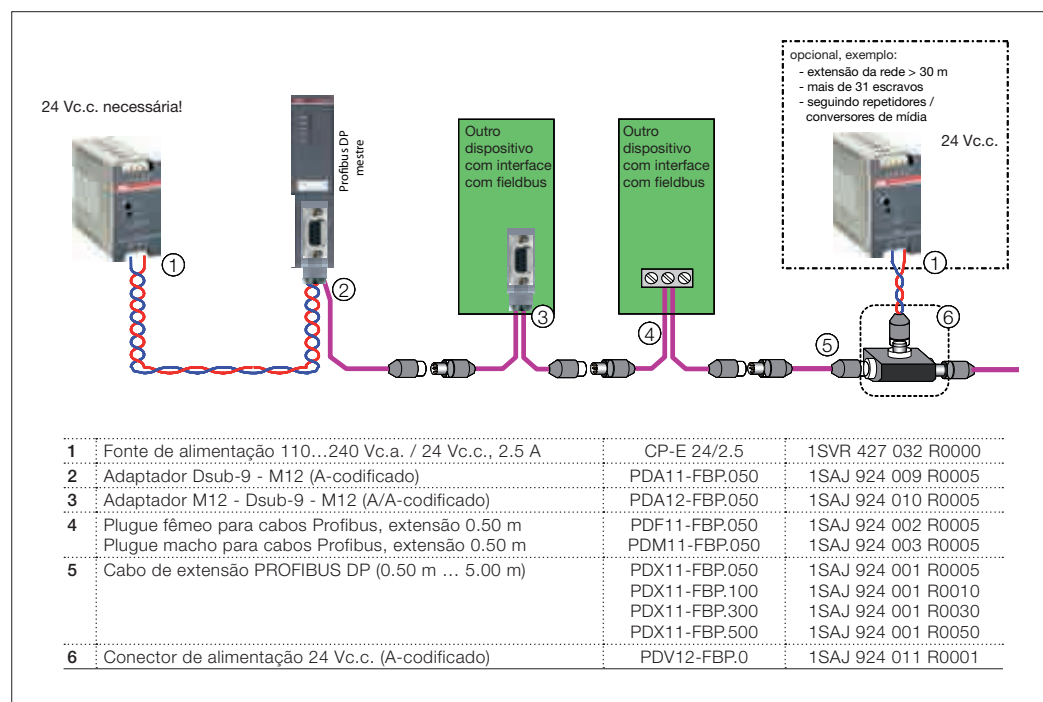 opcional, exemplo:
- extensão da rede > 30 m
- mais de 31 escravos
- seguindo repetidores /
conversores de mídia
24 Vc.c.
24 Vc.c. necessária!
Profibus DP
mestre
Outro
dispositivo
com interface
com fieldbus
Outro
dispositivo
com interface
com fieldbus
1
2
3
4
5
1
6
1 Fonte de alimentação 110...240 Vc.a. / 24 Vc.c., 2.5 A CP-E 24/2.5 1SVR 427 032 R0000
2 Adaptador Dsub-9 - M12 (A-codificado) PDA11-FBP.050 1SAJ 924 009 R0005
3 Adaptador M12 - Dsub-9 - M12 (A/A-codificado) PDA12-FBP.050 1SAJ 924 010 R0005
4 Plugue fêmeo para cabos Profibus, extensão 0.50 m PDF11-FBP.050 1SAJ 924 002 R0005
Plugue macho para cabos Profibus, extensão 0.50 m PDM11-FBP.050 1SAJ 924 003 R0005
5 Cabo de extensão PROFIBUS DP (0.50 m ... 5.00 m) PDX11-FBP.050 1SAJ 924 001 R0005
PDX11-FBP.100 1SAJ 924 001 R0010
PDX11-FBP.300 1SAJ 924 001 R0030
PDX11-FBP.500 1SAJ 924 001 R0050
6 Conector de alimentação 24 Vc.c. (A-codificado) PDV12-FBP.0 1SAJ 924 011 R0001